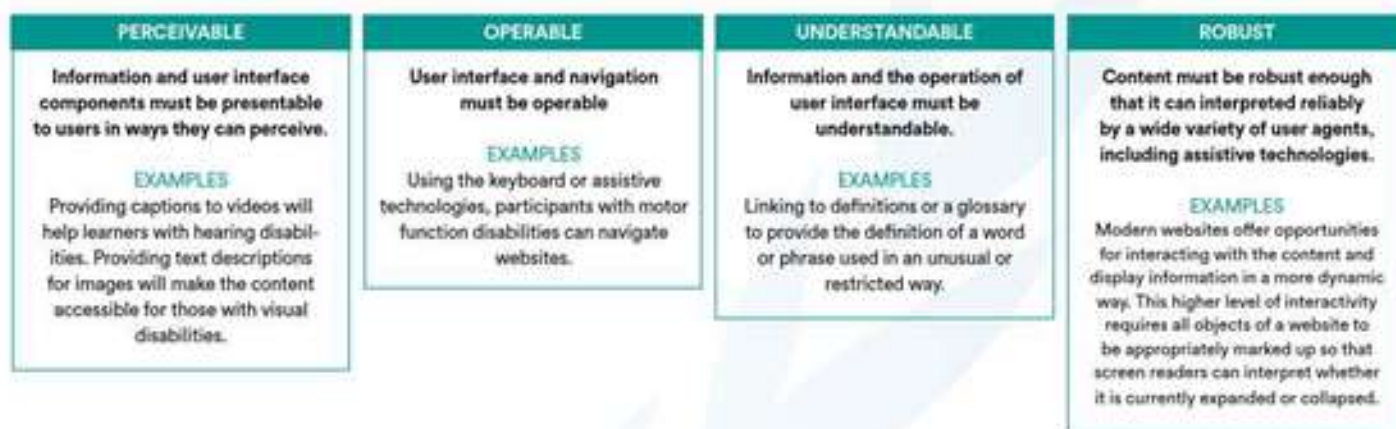 PERCEIVABLE
Information and user interface
components must be presentable
to users in ways they can perceive.
EXAMPLES
Providing captions to videos will
help learners with hearing disabil-
ities. Providing text descriptions
for images will make the content
accessible for those with visual
disabilities.
OPERABLE
User interface and navigation
must be operable
EXAMPLES
Using the keyboard or assistive
technologies, participants with motor
function disabilities can navigate
websites.
UNDERSTANDABLE
Information and the operation of
user interface must be
understandable.
EXAMPLES
Linking to definitions or a glossary
to provide the definition of a word
or phrase used in an unusual or
restricted way.
ROBUST
Content must be robust enough
that it can interpreted reliably
by a wide variety of user agents,
including assistive technologies.
EXAMPLES
Modern websites offer opportunities
for interacting with the content and
display information in a more dynamic
way. This higher level of interactivity
requires all objects of a website to
be appropriately marked up so that
screen readers can interpret whether
it is currently expanded or collapsed.